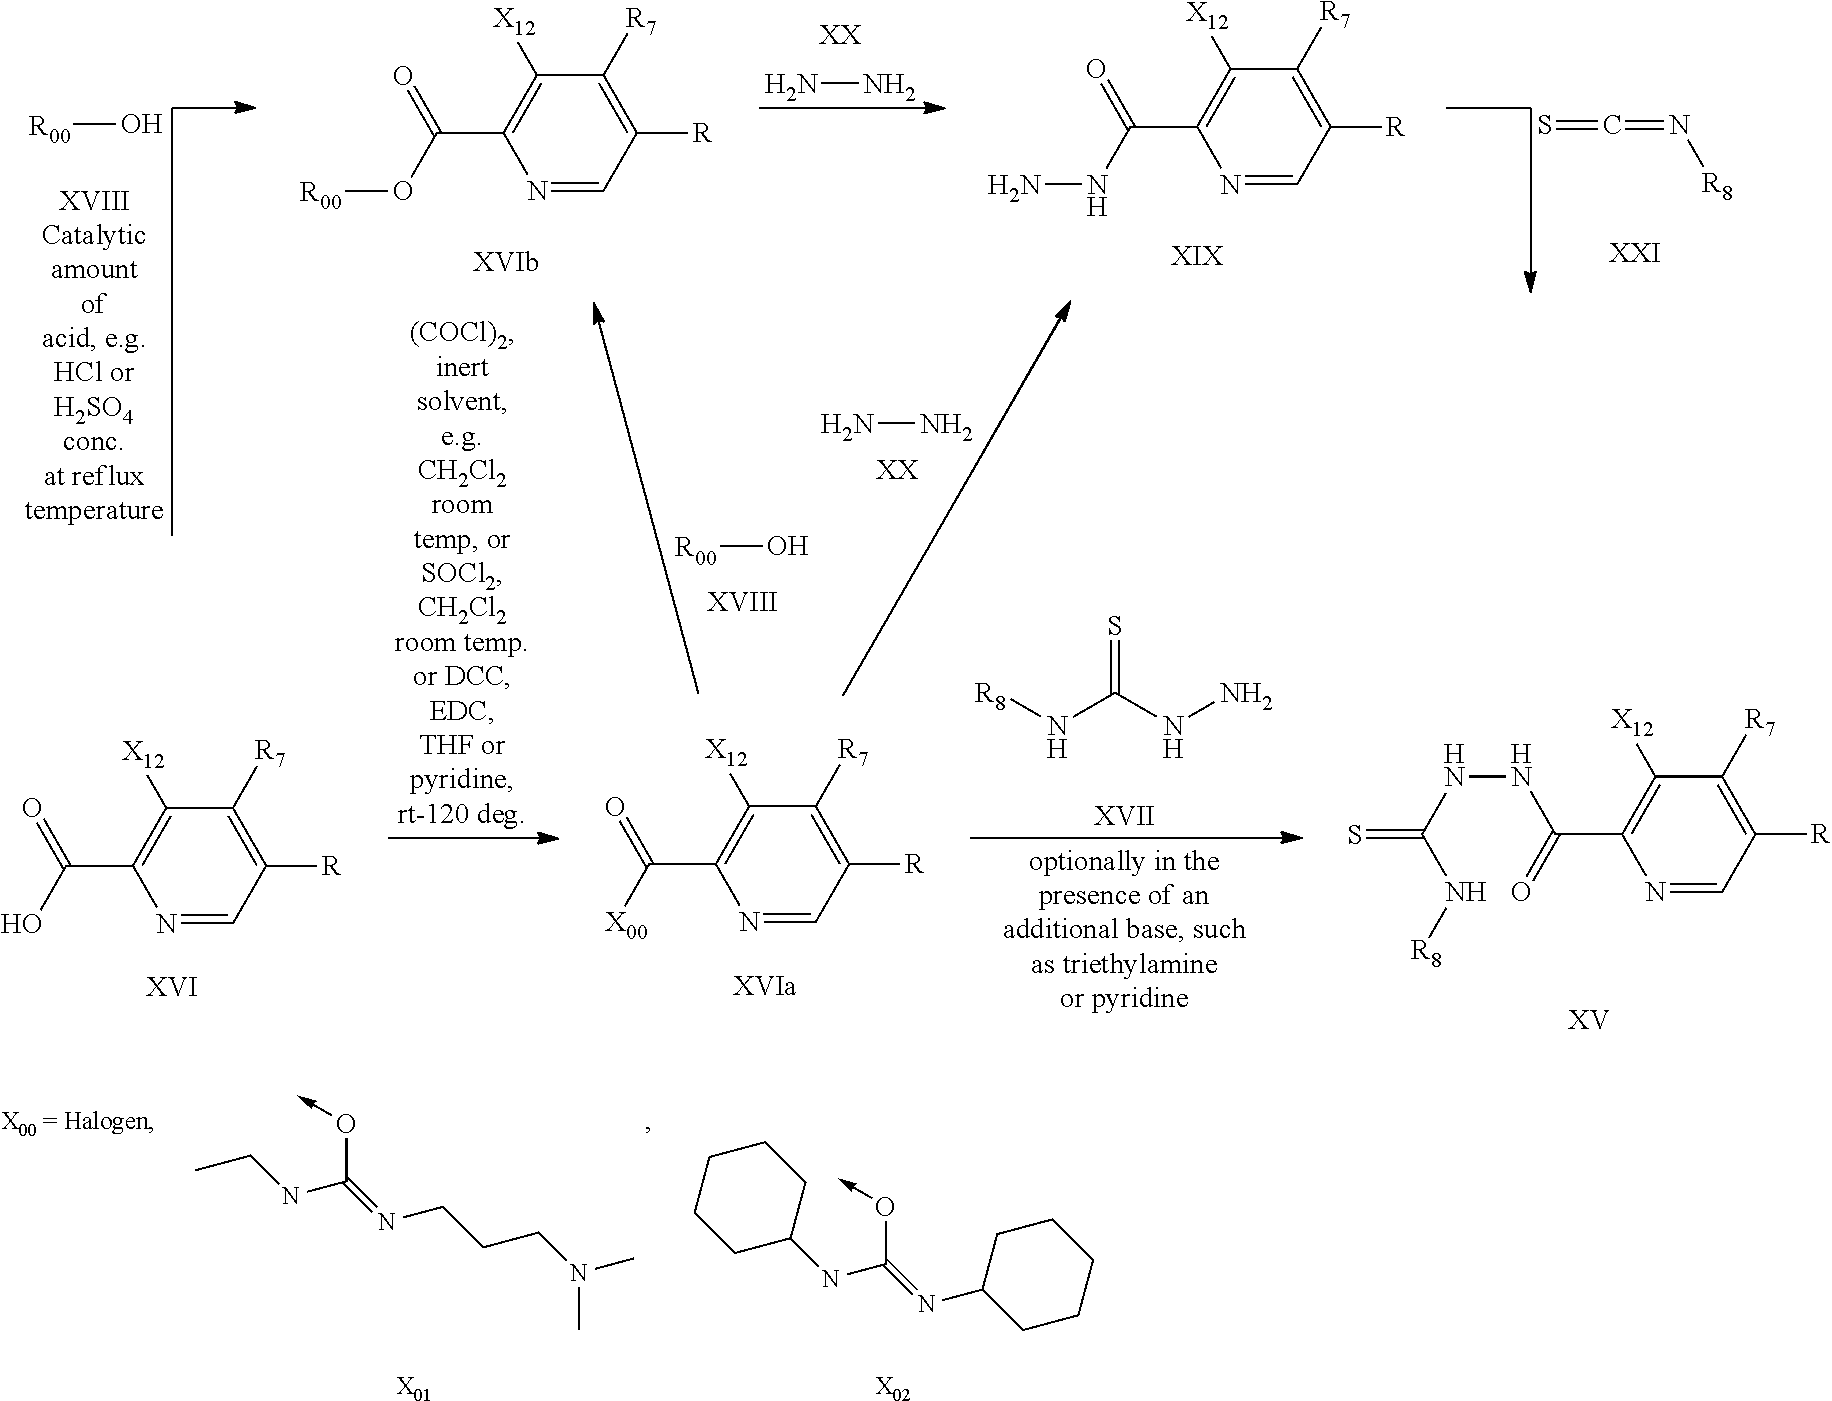 R00—OH
XVIII
Catalytic
amount
of
acid, e.g.
HCl or
H2SO4
conc.
at reflux
temperature
X12
R7
O
R
R00
O
N
XVIb
XX
H2N—NH2
X12
R7
O
R
H2N
N
H
N
XIX
S=C=N
R8
XXI
(COCl)2,
inert
solvent,
e.g.
CH2Cl2
room
temp, or
SOCl2,
CH2Cl2
room temp.
or DCC,
EDC,
THF or
pyridine,
rt-120 deg.
R00—OH
XVIII
H2N—NH2
XX
X12
R7
O
R
HO
N
XVI
X12
R7
O
R
X00
N
XVIa
S
R8
N
H
N
H
NH2
XVII
optionally in the
presence of an
additional base, such
as triethylamine
or pyridine
X12
R7
H
N
H
N
S
R
NH
O
N
R8
XV
X00 = Halogen,
O
N
N
N
X01
,
O
N
N
X02